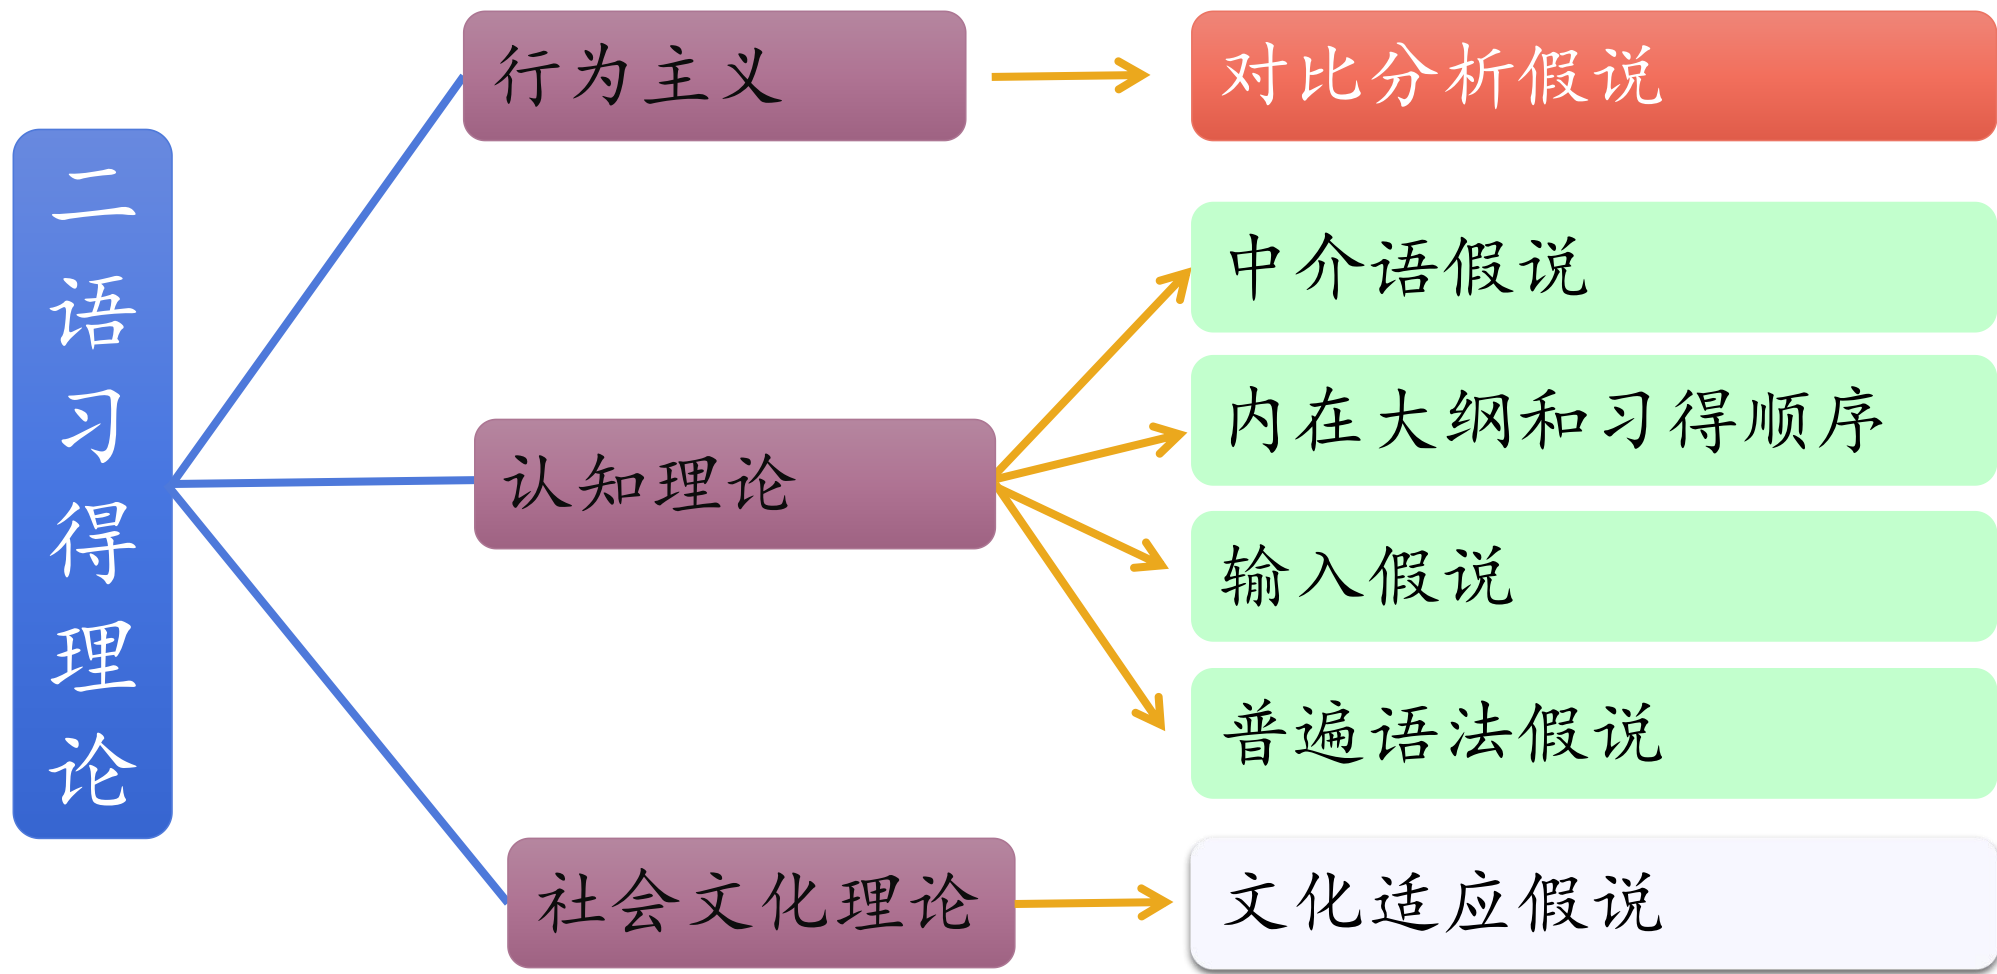 二语习得理论
行为主义
对比分析假说
认知理论
中介语假说
内在大纲和习得顺序
输入假说
普遍语法假说
社会文化理论
文化适应假说